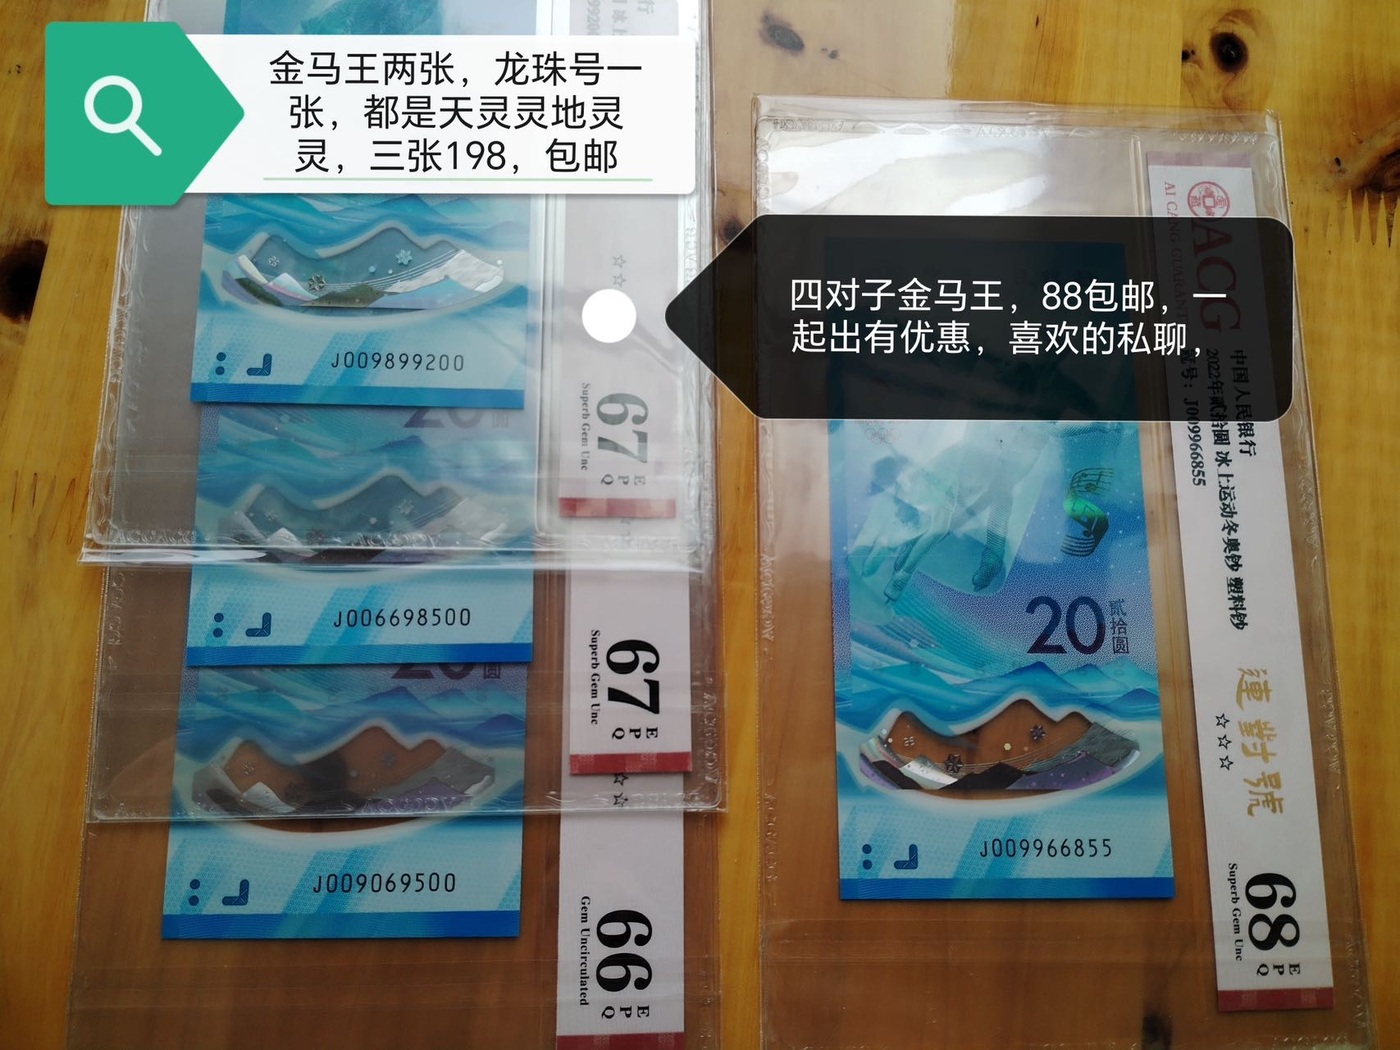 金马王两张，龙珠号一
张，都是天灵灵地灵
灵，三张198，包邮
四对子金马王，88包邮，一
起出有优惠，喜欢的私聊，
J009899200
67
E
P
Q
Superb Gem Unc
J006698500
67
E
P
Q
Superb Gem Unc
J009069500
66
E
P
Q
Gem Uncirculated
ACG
中国人民银行
2022年贰拾圆 冰上运动冬奥钞 塑料钞
号：J009966855
連對號
☆☆☆
68
E
P
Q
Superb Gem Unc
20
贰拾圆
J009966855